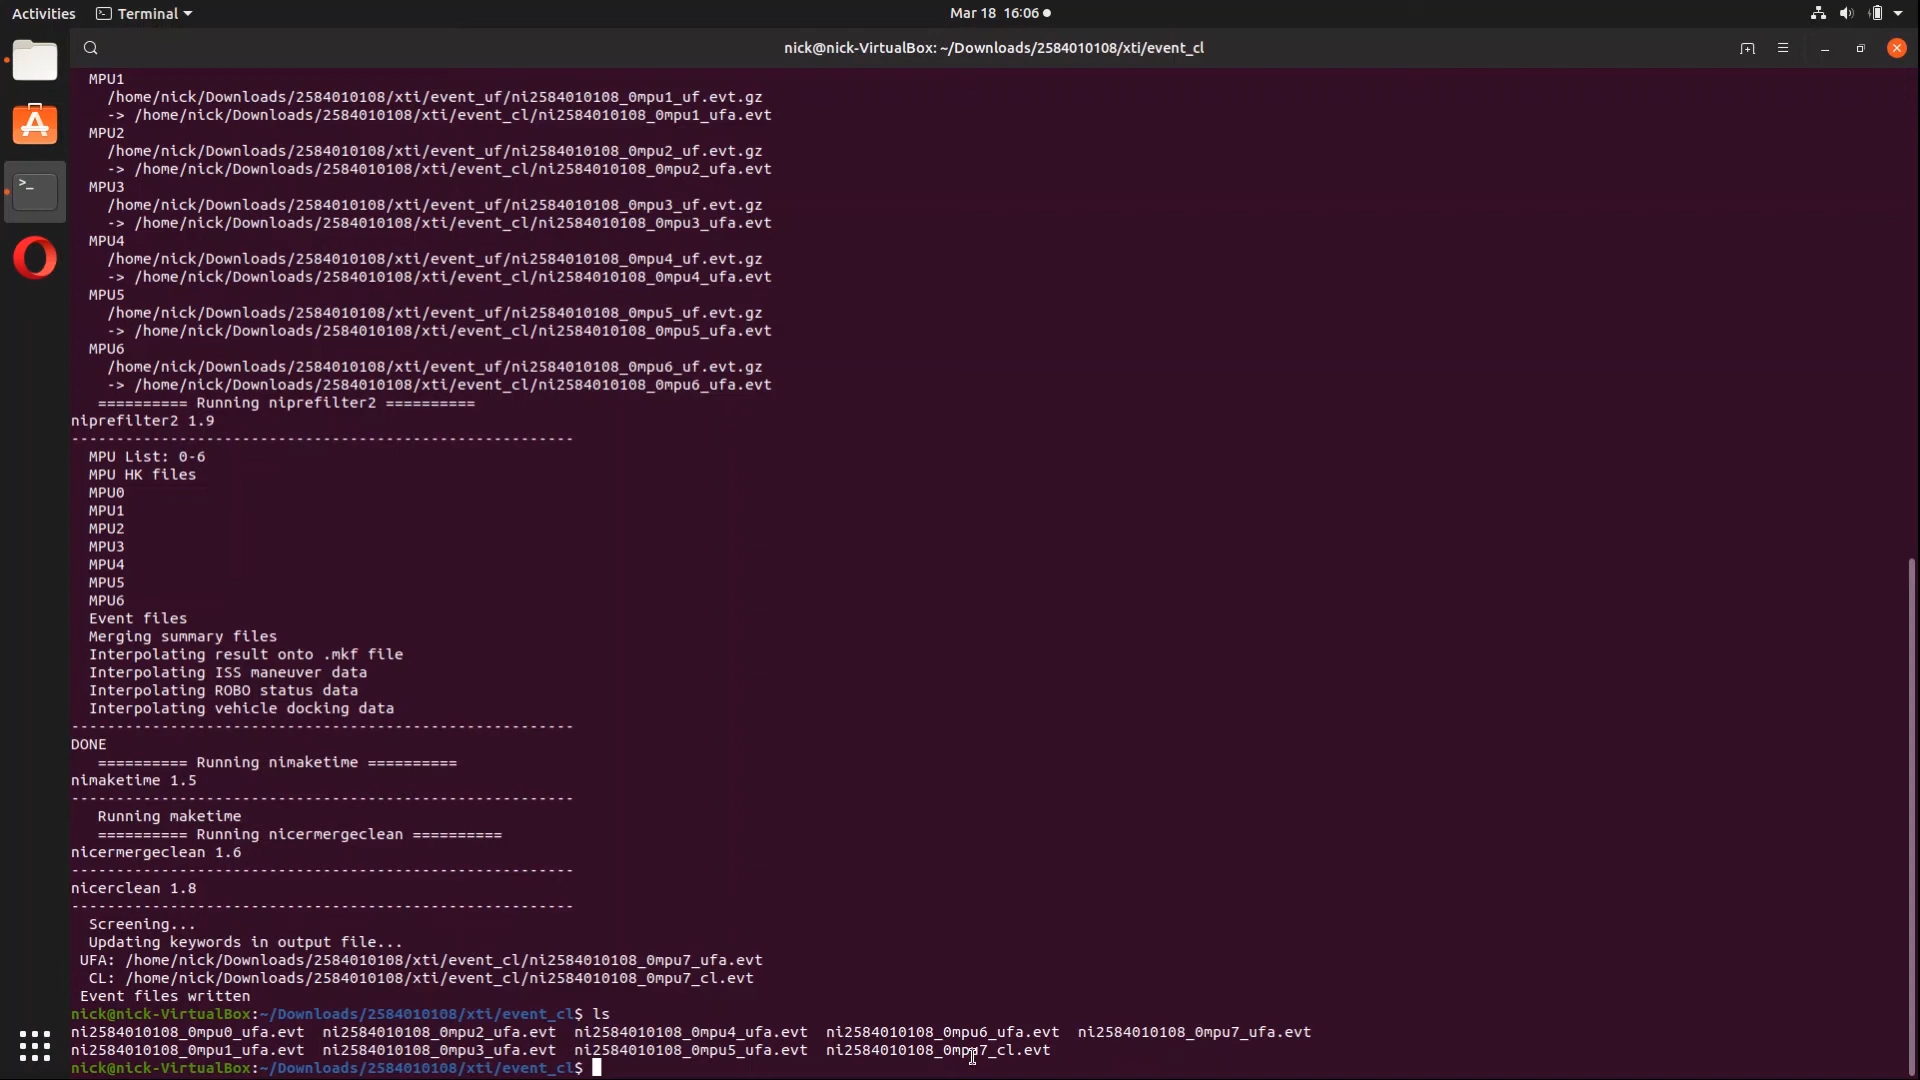 Activities
Terminal
Mar 18 16:06
nick@nick-VirtualBox: ~/Downloads/2584010108/xti/event_cl
MPU1
/home/nick/Downloads/2584010108/xti/event_uf/ni2584010108_0mpu1_uf.evt.gz
-> /home/nick/Downloads/2584010108/xti/event_cl/ni2584010108_0mpu1_ufa.evt
MPU2
/home/nick/Downloads/2584010108/xti/event_uf/ni2584010108_0mpu2_uf.evt.gz
-> /home/nick/Downloads/2584010108/xti/event_cl/ni2584010108_0mpu2_ufa.evt
MPU3
/home/nick/Downloads/2584010108/xti/event_uf/ni2584010108_0mpu3_uf.evt.gz
-> /home/nick/Downloads/2584010108/xti/event_cl/ni2584010108_0mpu3_ufa.evt
MPU4
/home/nick/Downloads/2584010108/xti/event_uf/ni2584010108_0mpu4_uf.evt.gz
-> /home/nick/Downloads/2584010108/xti/event_cl/ni2584010108_0mpu4_ufa.evt
MPU5
/home/nick/Downloads/2584010108/xti/event_uf/ni2584010108_0mpu5_uf.evt.gz
-> /home/nick/Downloads/2584010108/xti/event_cl/ni2584010108_0mpu5_ufa.evt
MPU6
/home/nick/Downloads/2584010108/xti/event_uf/ni2584010108_0mpu6_uf.evt.gz
-> /home/nick/Downloads/2584010108/xti/event_cl/ni2584010108_0mpu6_ufa.evt
========== Running niprefilter2 ==========
niprefilter2 1.9
--------------------------------------------------------
MPU List: 0-6
MPU HK files
MPU0
MPU1
MPU2
MPU3
MPU4
MPU5
MPU6
Event files
Merging summary files
Interpolating result onto .mkf file
Interpolating ISS maneuver data
Interpolating ROBO status data
Interpolating vehicle docking data
--------------------------------------------------------
DONE
========== Running nimaketime ==========
nimaketime 1.5
--------------------------------------------------------
Running maketime
========== Running nicermergeclean ==========
nicermergeclean 1.6
--------------------------------------------------------
nicerclean 1.8
--------------------------------------------------------
Screening...
Updating keywords in output file...
UFA: /home/nick/Downloads/2584010108/xti/event_cl/ni2584010108_0mpu7_ufa.evt
CL: /home/nick/Downloads/2584010108/xti/event_cl/ni2584010108_0mpu7_cl.evt
Event files written
nick@nick-VirtualBox:~/Downloads/2584010108/xti/event_cl$ ls
ni2584010108_0mpu0_ufa.evt ni2584010108_0mpu2_ufa.evt ni2584010108_0mpu4_ufa.evt ni2584010108_0mpu6_ufa.evt ni2584010108_0mpu7_ufa.evt
ni2584010108_0mpu1_ufa.evt ni2584010108_0mpu3_ufa.evt ni2584010108_0mpu5_ufa.evt ni2584010108_0mpu7_cl.evt
nick@nick-VirtualBox:~/Downloads/2584010108/xti/event_cl$